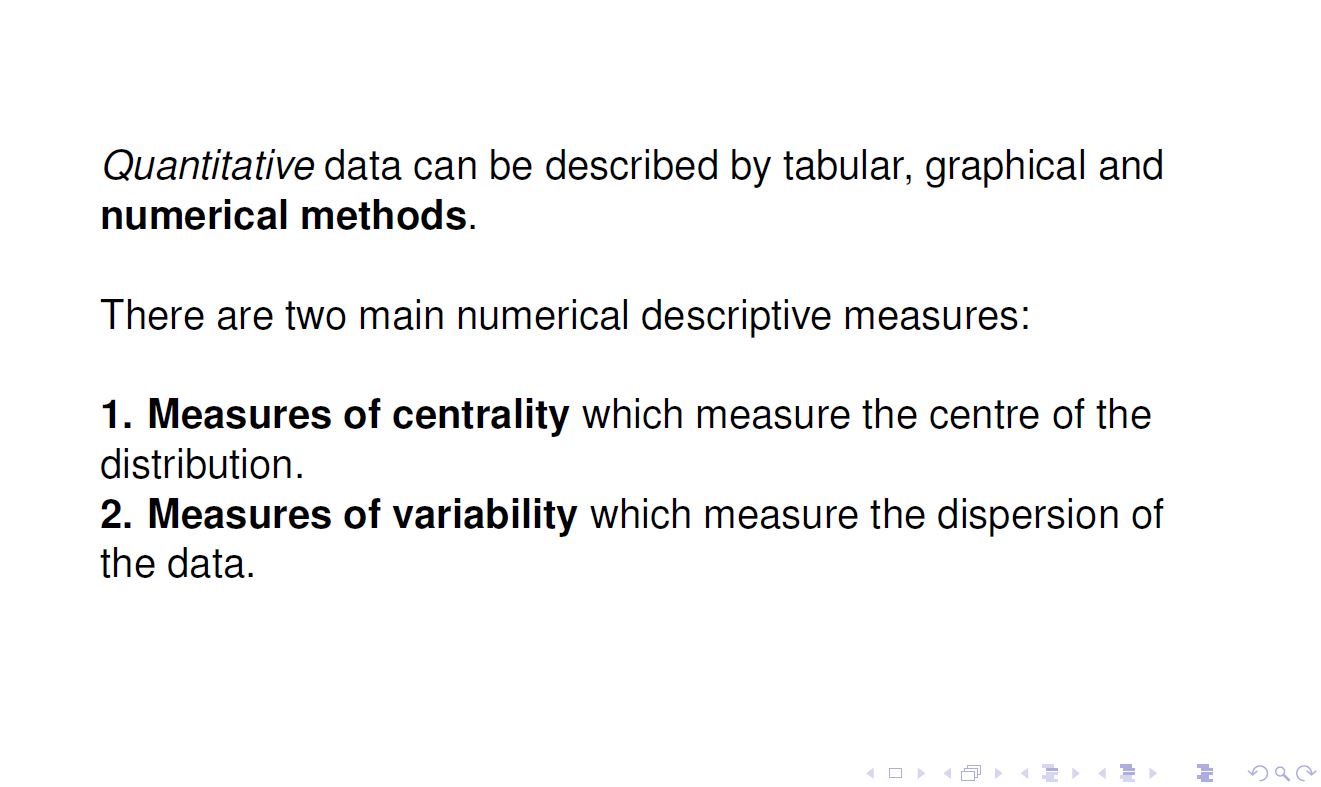 Quantitative data can be described by tabular, graphical and
numerical methods.
There are two main numerical descriptive measures:
1. Measures of centrality which measure the centre of the
distribution.
2. Measures of variability which measure the dispersion of
the data.